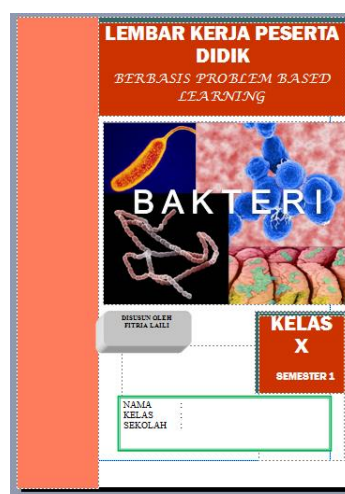 LEMBAR KERJA PESERTA
DIDIK
BERBASIS PROBLEM BASED
LEARNING
BAKTERI
DISUSUN OLEH
FITRIA LAILI
KELAS
X
SEMESTER 1
NAMA :
KELAS :
SEKOLAH :